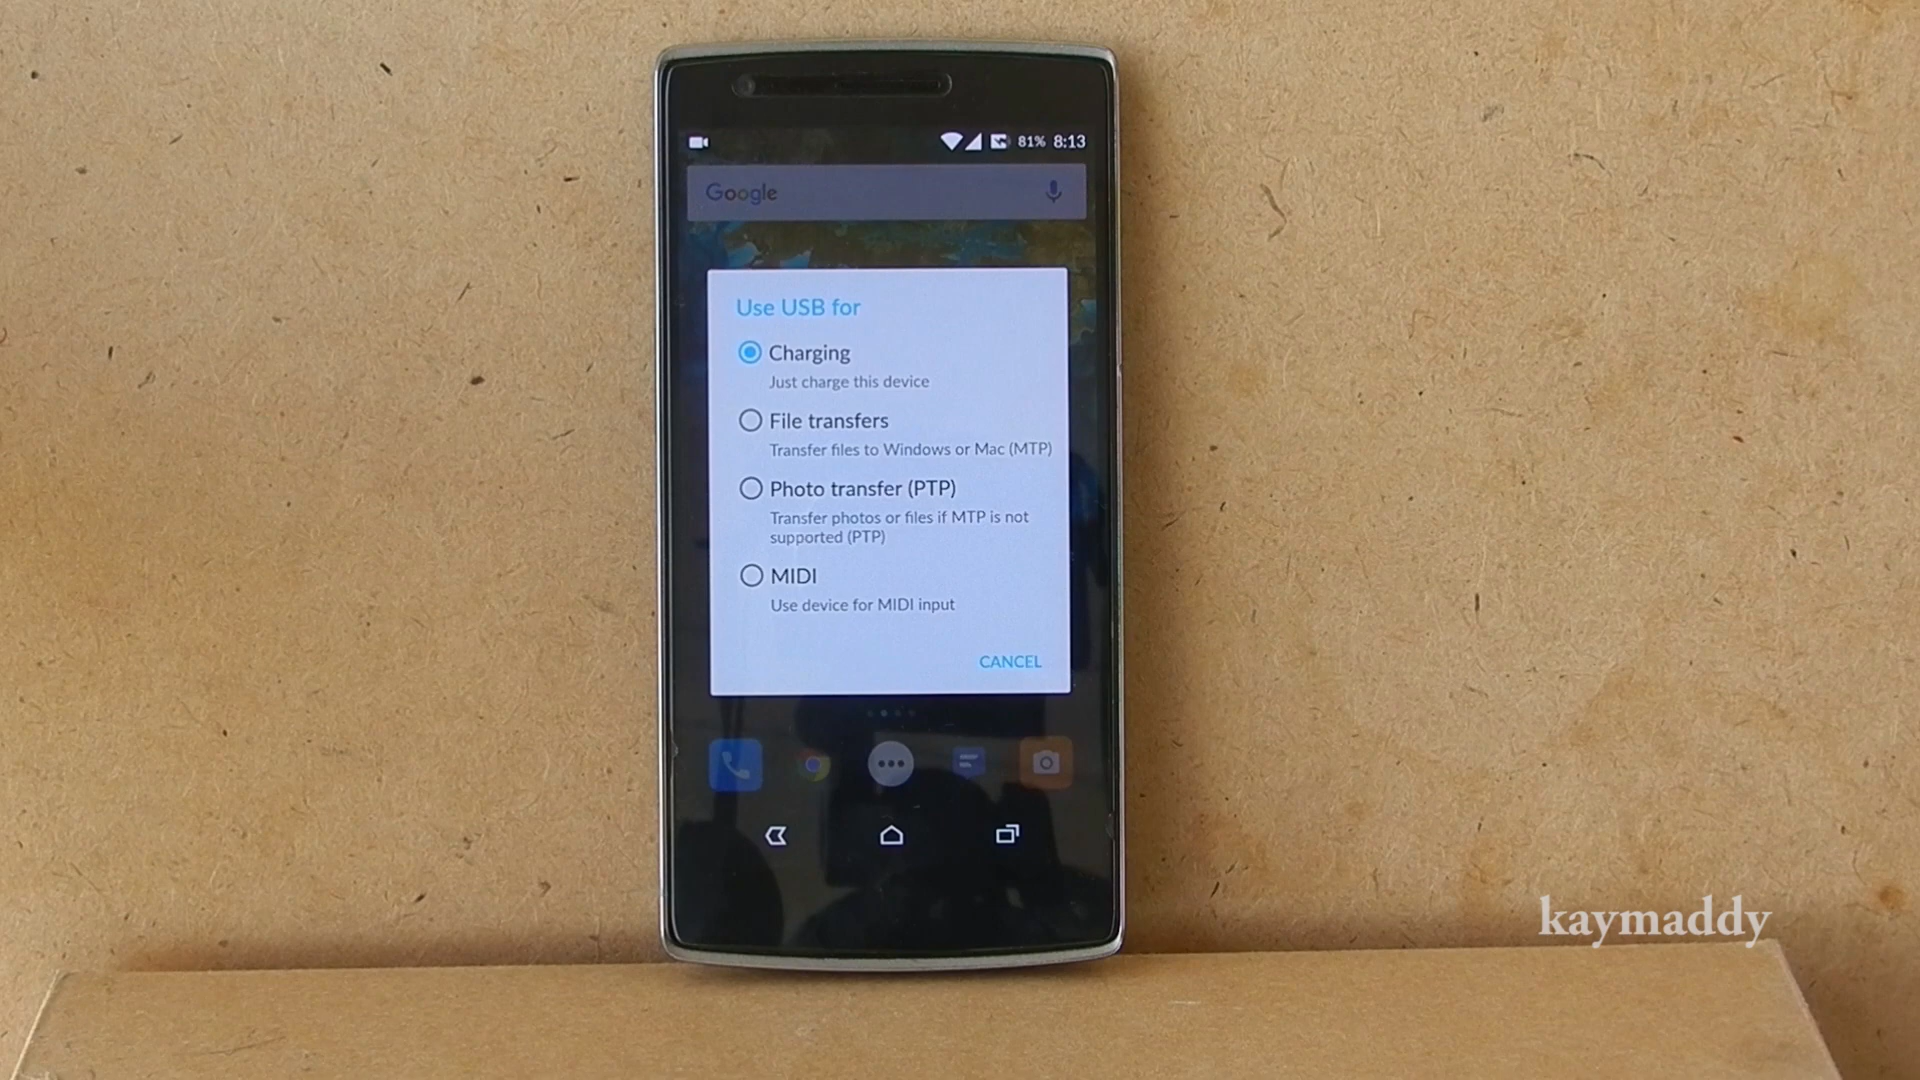 81% 8:13
Google
Use USB for
Charging
Just charge this device
File transfers
Transfer files to Windows or Mac (MTP)
Photo transfer (PTP)
Transfer photos or files if MTP is not
supported (PTP)
MIDI
Use device for MIDI input
CANCEL
kaymaddy